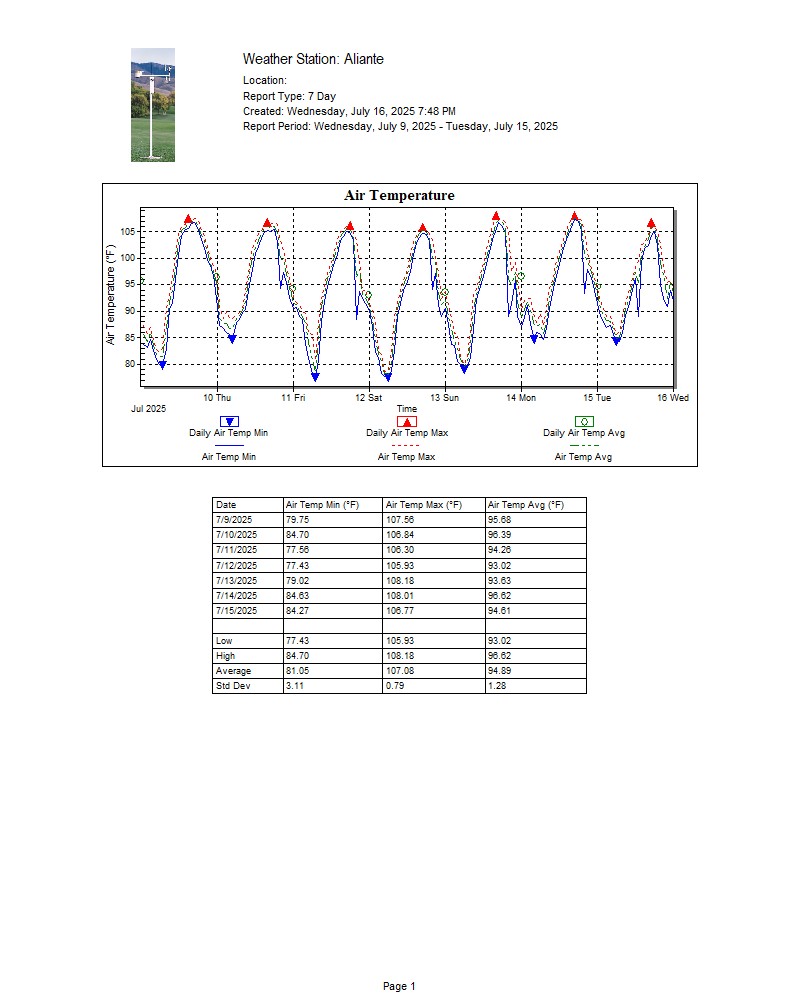 Weather Station: Aliante
Location:
Report Type: 7 Day
Created: Wednesday, July 16, 2025 7:48 PM
Report Period: Wednesday, July 9, 2025 - Tuesday, July 15, 2025
Air Temperature
Air Temperature (°F)
105
100
95
90
85
80
10 Thu 11 Fri 12 Sat 13 Sun 14 Mon 15 Tue 16 Wed
Jul 2025 Time
Daily Air Temp Min Daily Air Temp Max Daily Air Temp Avg
Air Temp Min Air Temp Max Air Temp Avg
Date Air Temp Min (°F) Air Temp Max (°F) Air Temp Avg (°F)
7/9/2025 79.75 107.56 95.68
7/10/2025 84.70 106.84 96.39
7/11/2025 77.56 106.30 94.26
7/12/2025 77.43 105.93 93.02
7/13/2025 79.02 108.18 93.63
7/14/2025 84.63 108.01 96.62
7/15/2025 84.27 106.77 94.61
Low 77.43 105.93 93.02
High 84.70 108.18 96.62
Average 81.05 107.08 94.89
Std Dev 3.11 0.79 1.28
Page 1